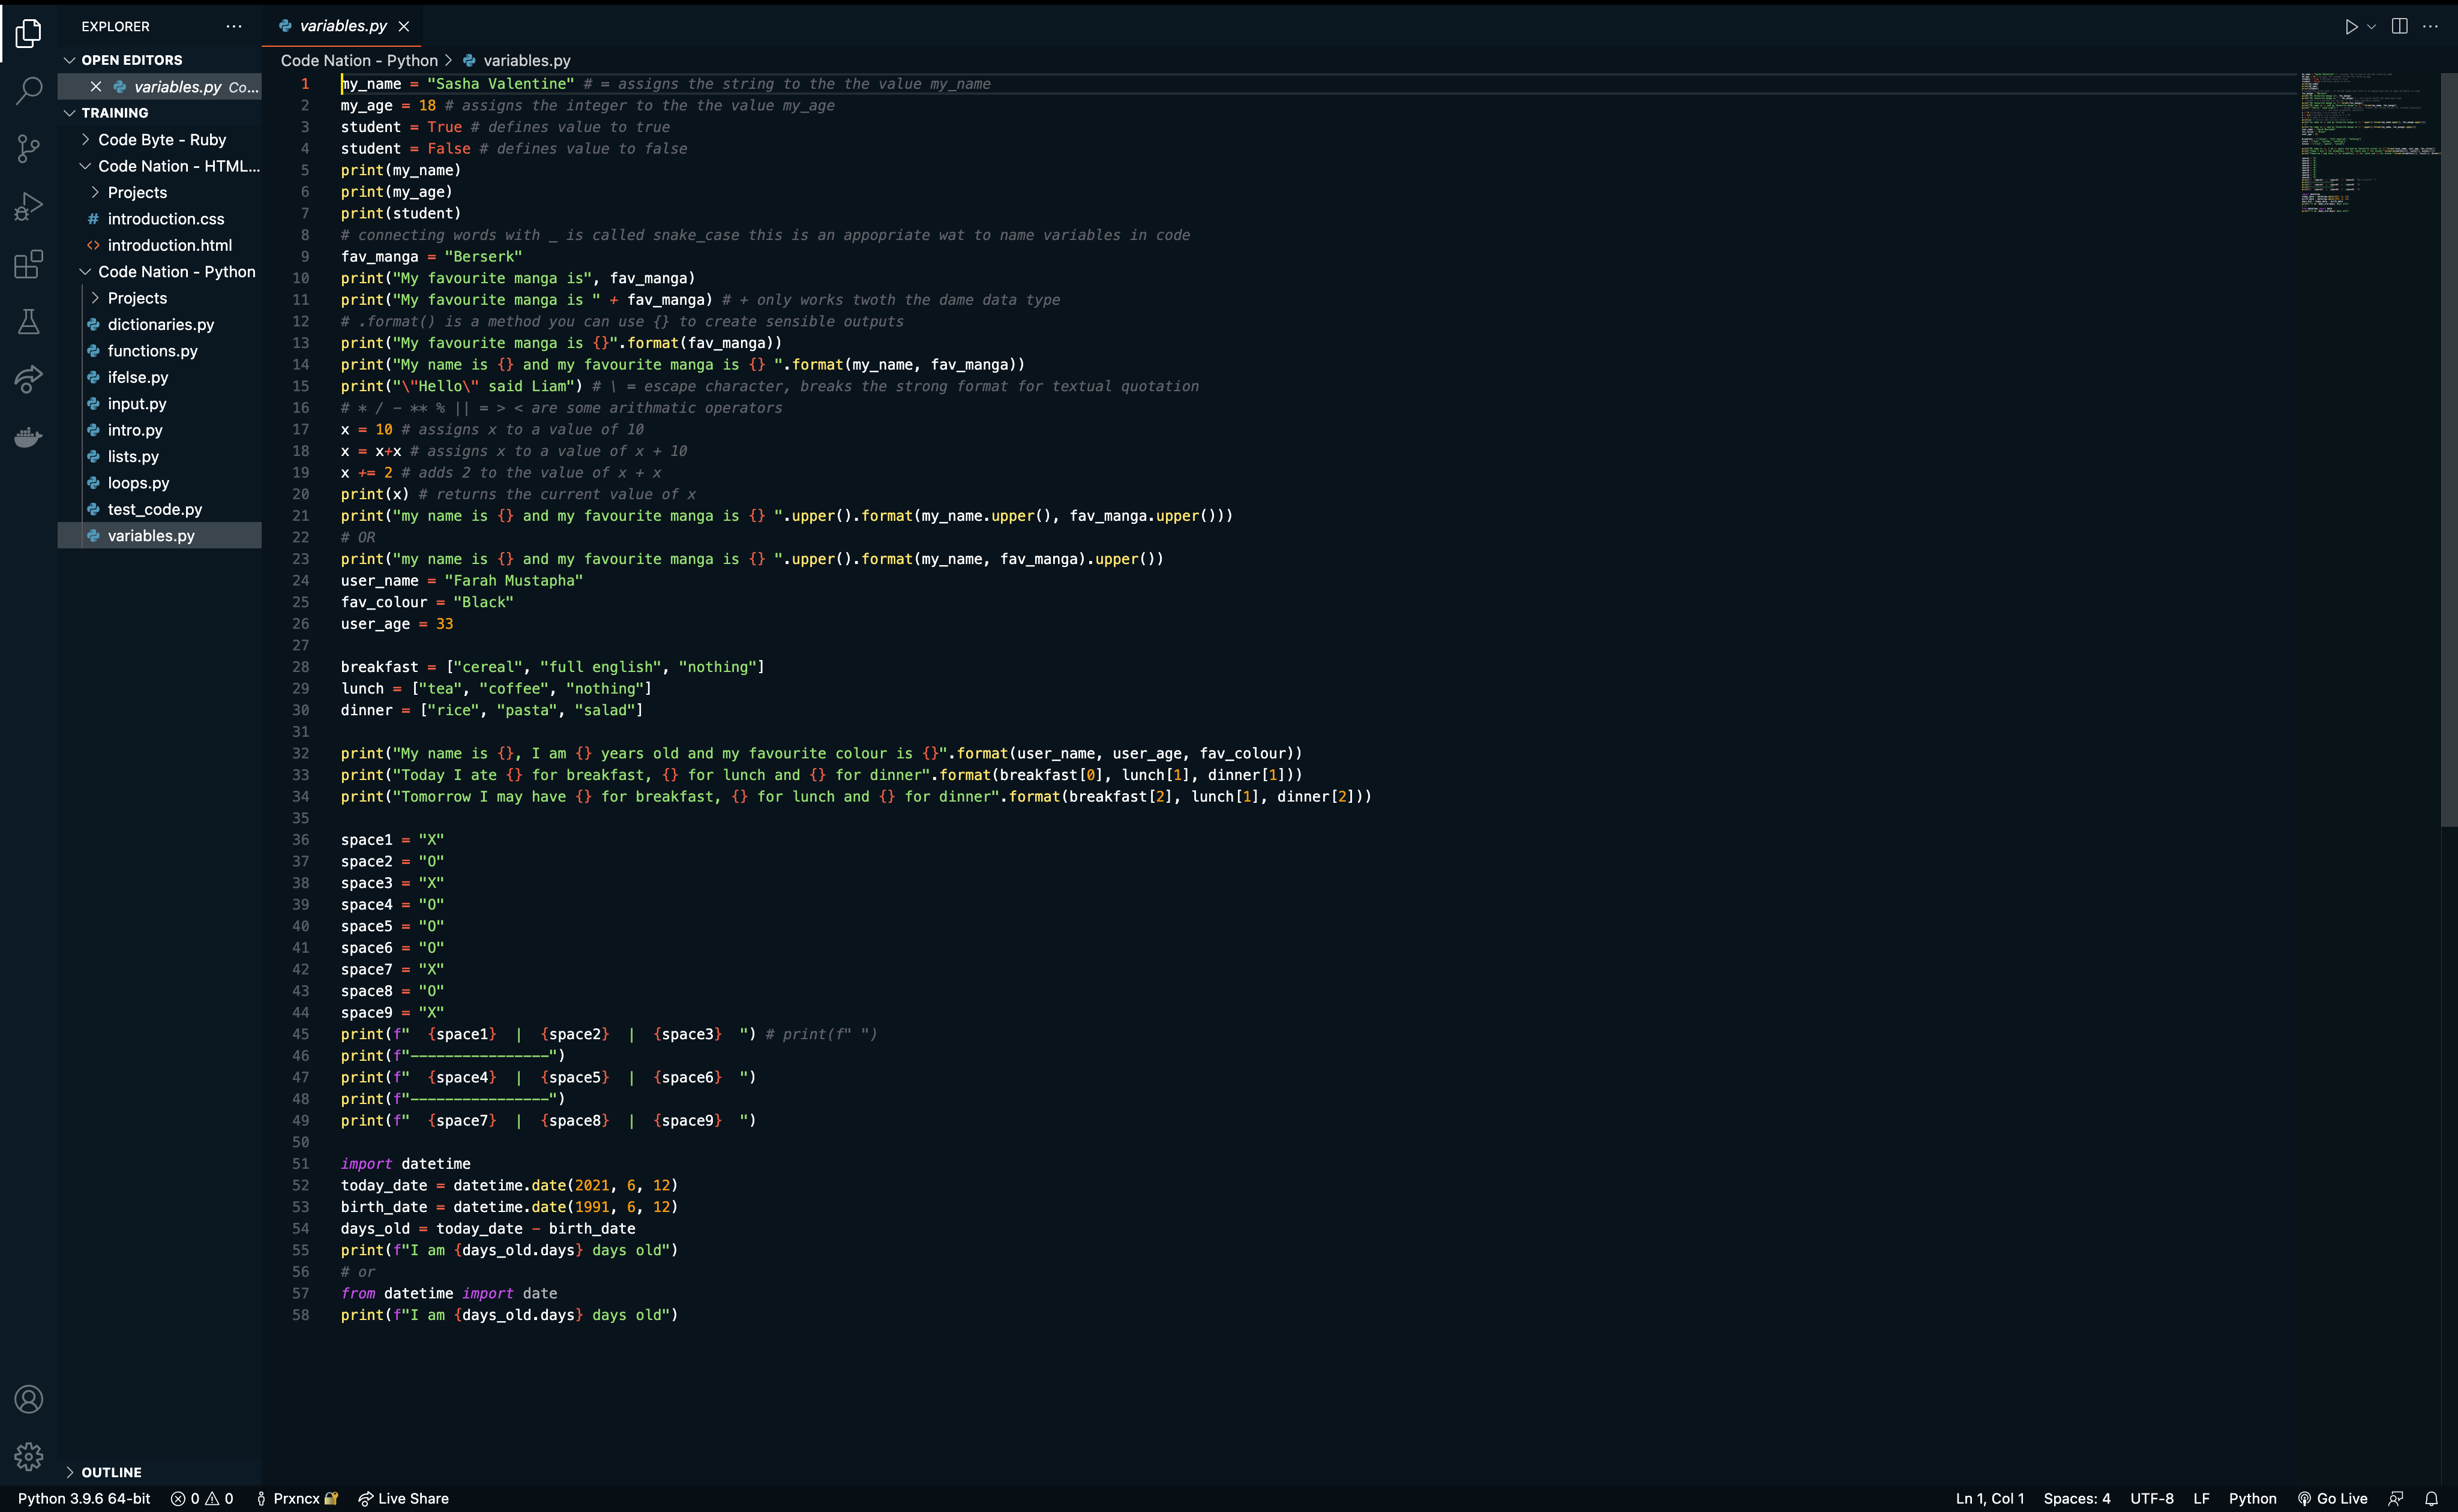 EXPLORER
OPEN EDITORS
variables.py Co...
TRAINING
Code Byte - Ruby
Code Nation - HTML...
Projects
introduction.css
introduction.html
Code Nation - Python
Projects
dictionaries.py
functions.py
ifelse.py
input.py
intro.py
lists.py
loops.py
test_code.py
variables.py
OUTLINE
variables.py
Code Nation - Python > variables.py
1 my_name = "Sasha Valentine" # = assigns the string to the the value my_name
2 my_age = 18 # assigns the integer to the the value my_age
3 student = True # defines value to true
4 student = False # defines value to false
5 print(my_name)
6 print(my_age)
7 print(student)
8 # connecting words with _ is called snake_case this is an appopriate wat to name variables in code
9 fav_manga = "Berserk"
10 print("My favourite manga is", fav_manga)
11 print("My favourite manga is " + fav_manga) # + only works twoth the dame data type
12 # .format() is a method you can use {} to create sensible outputs
13 print("My favourite manga is {}".format(fav_manga))
14 print("My name is {} and my favourite manga is {} ".format(my_name, fav_manga))
15 print("\"Hello\" said Liam") # \ = escape character, breaks the strong format for textual quotation
16 # * / - ** % || = > < are some arithmatic operators
17 x = 10 # assigns x to a value of 10
18 x = x+x # assigns x to a value of x + 10
19 x += 2 # adds 2 to the value of x + x
20 print(x) # returns the current value of x
21 print("my name is {} and my favourite manga is {} ".upper().format(my_name.upper(), fav_manga.upper()))
22 # OR
23 print("my name is {} and my favourite manga is {} ".upper().format(my_name, fav_manga).upper())
24 user_name = "Farah Mustapha"
25 fav_colour = "Black"
26 user_age = 33
27
28 breakfast = ["cereal", "full english", "nothing"]
29 lunch = ["tea", "coffee", "nothing"]
30 dinner = ["rice", "pasta", "salad"]
31
32 print("My name is {}, I am {} years old and my favourite colour is {}".format(user_name, user_age, fav_colour))
33 print("Today I ate {} for breakfast, {} for lunch and {} for dinner".format(breakfast[0], lunch[1], dinner[1]))
34 print("Tomorrow I may have {} for breakfast, {} for lunch and {} for dinner".format(breakfast[2], lunch[1], dinner[2]))
35
36 space1 = "X"
37 space2 = "O"
38 space3 = "X"
39 space4 = "O"
40 space5 = "O"
41 space6 = "O"
42 space7 = "X"
43 space8 = "O"
44 space9 = "X"
45 print(f"  {space1}  |  {space2}  |  {space3}  ") # print(f" ")
46 print(f"----------------")
47 print(f"  {space4}  |  {space5}  |  {space6}  ")
48 print(f"----------------")
49 print(f"  {space7}  |  {space8}  |  {space9}  ")
50
51 import datetime
52 today_date = datetime.date(2021, 6, 12)
53 birth_date = datetime.date(1991, 6, 12)
54 days_old = today_date - birth_date
55 print(f"I am {days_old.days} days old")
56 # or
57 from datetime import date
58 print(f"I am {days_old.days} days old")
Python 3.9.6 64-bit 0 0 Prxncx Live Share Ln 1, Col 1 Spaces: 4 UTF-8 LF Python Go Live